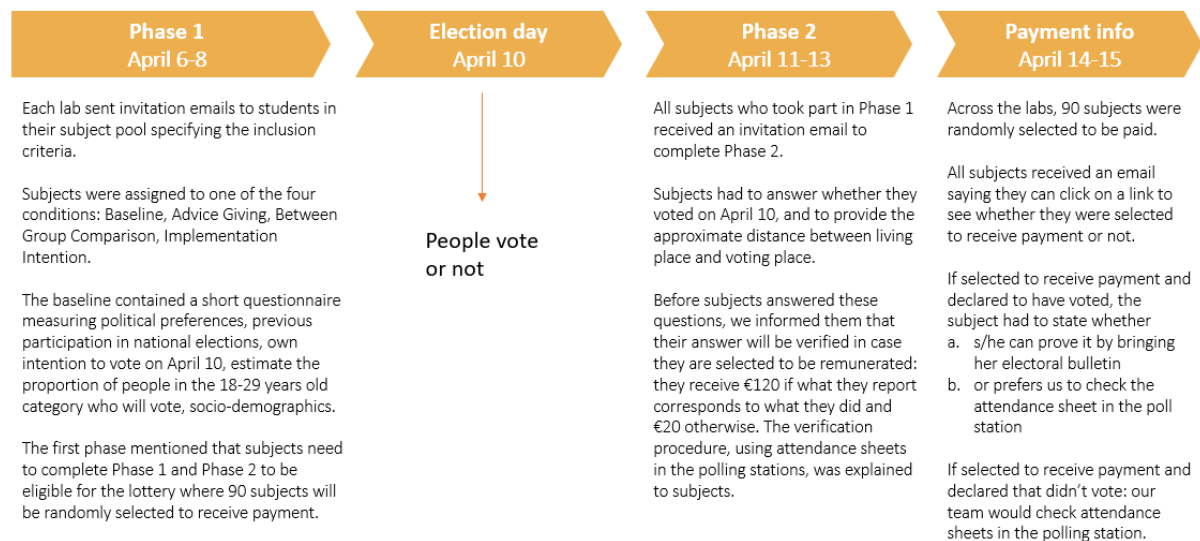 Phase 1
April 6-8
Election day
April 10
Phase 2
April 11-13
Payment info
April 14-15
Each lab sent invitation emails to students in
their subject pool specifying the inclusion
criteria.
Subjects were assigned to one of the four
conditions: Baseline, Advice Giving, Between
Group Comparison, Implementation
Intention.
The baseline contained a short questionnaire
measuring political preferences, previous
participation in national elections, own
intention to vote on April 10, estimate the
proportion of people in the 18-29 years old
category who will vote, socio-demographics.
The first phase mentioned that subjects need
to complete Phase 1 and Phase 2 to be
eligible for the lottery where 90 subjects will
be randomly selected to receive payment.
People vote
or not
All subjects who took part in Phase 1
received an invitation email to
complete Phase 2.
Subjects had to answer whether they
voted on April 10, and to provide the
approximate distance between living
place and voting place.
Before subjects answered these
questions, we informed them that
their answer will be verified in case
they are selected to be remunerated:
they receive €120 if what they report
corresponds to what they did and
€20 otherwise. The verification
procedure, using attendance sheets
in the polling stations, was explained
to subjects.
Across the labs, 90 subjects were
randomly selected to be paid.
All subjects received an email
saying they can click on a link to
see whether they were selected
to receive payment or not.
If selected to receive payment and
declared to have voted, the
subject had to state whether
a. s/he can prove it by bringing
her electoral bulletin
b. or prefers us to check the
attendance sheet in the poll
station
If selected to receive payment and
declared that didn't vote: our
team would check attendance
sheets in the polling station.